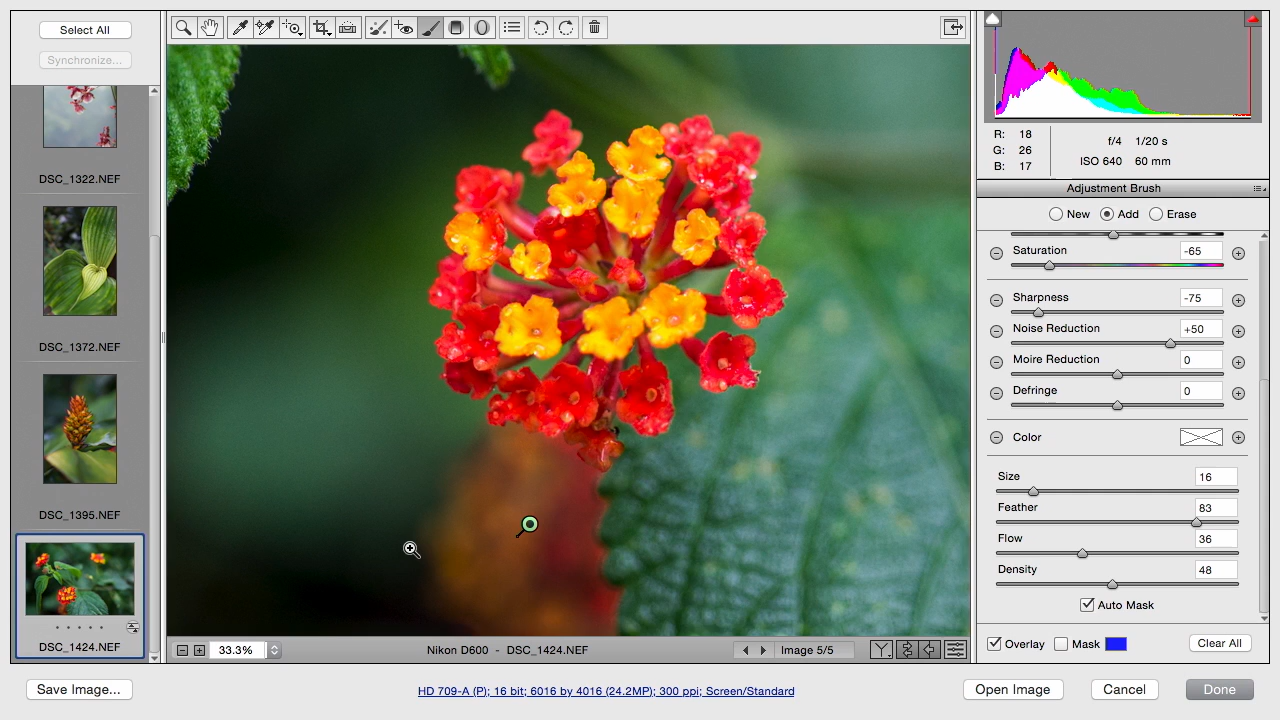 Select All
Synchronize...
DSC_1322.NEF
DSC_1372.NEF
DSC_1395.NEF
DSC_1424.NEF
33.3%
Nikon D600 - DSC_1424.NEF
Image 5/5
R: 18
G: 26
B: 17
f/4 1/20 s
ISO 640 60 mm
Adjustment Brush
New Add Erase
Saturation -65
Sharpness -75
Noise Reduction +50
Moire Reduction 0
Defringe 0
Color
Size 16
Feather 83
Flow 36
Density 48
Auto Mask
Overlay Mask Clear All
Save Image...
HD 709-A (P); 16 bit; 6016 by 4016 (24.2MP); 300 ppi; Screen/Standard
Open Image Cancel Done